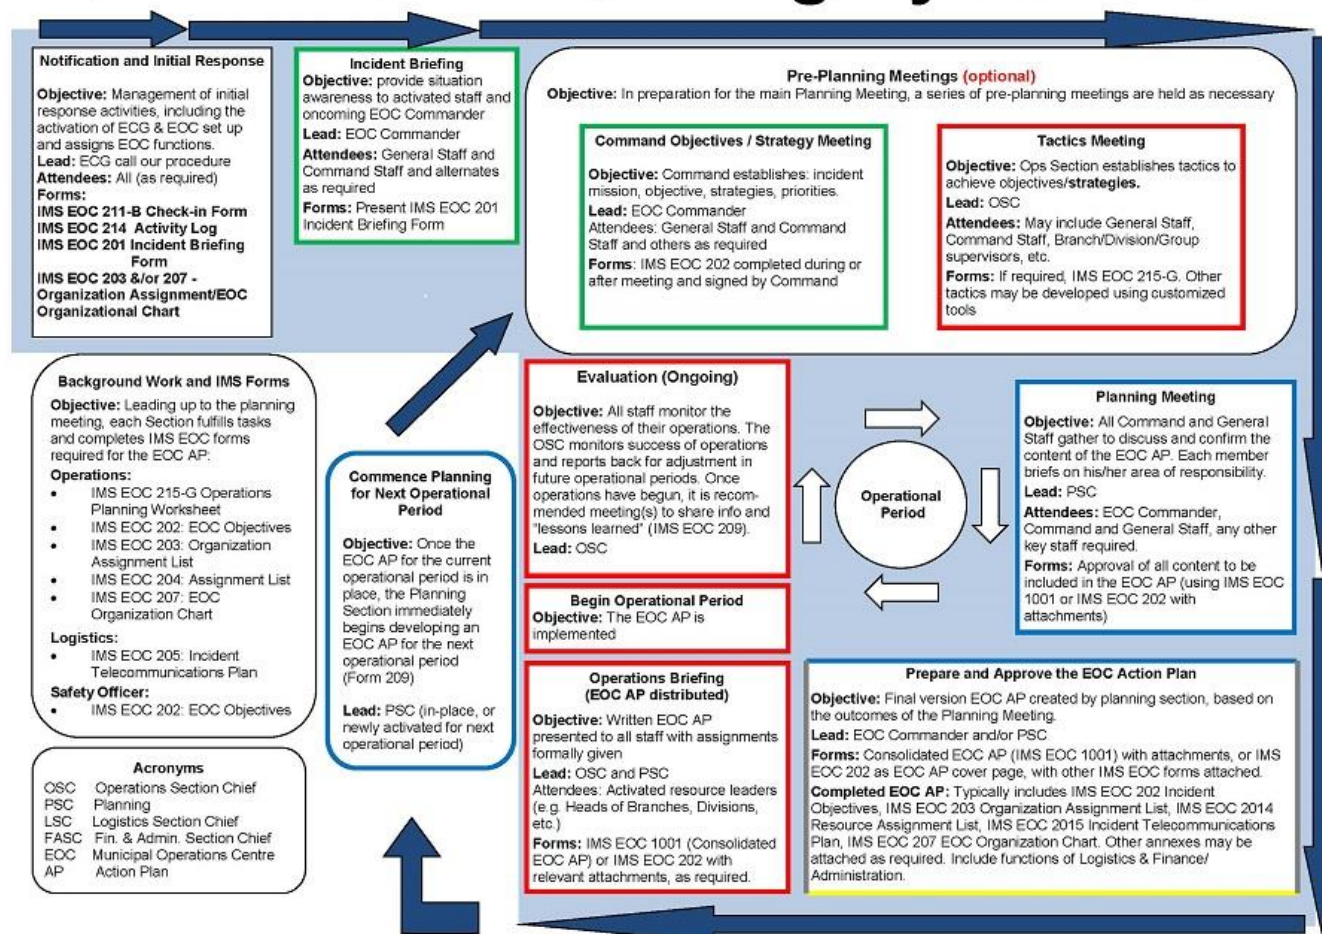 Notification and Initial Response
Objective: Management of initial
response activities, including the
activation of ECG & EOC set up
and assigns EOC functions.
Lead: ECG call our procedure
Attendees: All (as required)
Forms:
IMS EOC 211-B Check-in Form
IMS EOC 214 Activity Log
IMS EOC 201 Incident Briefing
Form
IMS EOC 203 &/or 207 -
Organization Assignment/EOC
Organizational Chart
Incident Briefing
Objective: provide situation
awareness to activated staff and
oncoming EOC Commander
Lead: EOC Commander
Attendees: General Staff and
Command Staff and alternates
as required
Forms: Present IMS EOC 201
Incident Briefing Form
Pre-Planning Meetings (optional)
Objective: In preparation for the main Planning Meeting, a series of pre-planning meetings are held as necessary
Command Objectives / Strategy Meeting
Objective: Command establishes: incident
mission, objective, strategies, priorities.
Lead: EOC Commander
Attendees: General Staff and Command
Staff and others as required
Forms: IMS EOC 202 completed during or
after meeting and signed by Command
Tactics Meeting
Objective: Ops Section establishes tactics to
achieve objectives/strategies.
Lead: OSC
Attendees: May include General Staff,
Command Staff, Branch/Division/Group
supervisors, etc.
Forms: If required, IMS EOC 215-G. Other
tactics may be developed using customized
tools
Background Work and IMS Forms
Objective: Leading up to the planning
meeting, each Section fulfills tasks
and completes IMS EOC forms
required for the EOC AP:
Operations:
• IMS EOC 215-G Operations
Planning Worksheet
• IMS EOC 202: EOC Objectives
• IMS EOC 203: Organization
Assignment List
• IMS EOC 204: Assignment List
• IMS EOC 207: EOC
Organization Chart
Logistics:
• IMS EOC 205: Incident
Telecommunications Plan
Safety Officer:
• IMS EOC 202: EOC Objectives
Acronyms
OSC Operations Section Chief
PSC Planning
LSC Logistics Section Chief
FASC Fin. & Admin. Section Chief
EOC Municipal Operations Centre
AP Action Plan
Commence Planning
for Next Operational
Period
Objective: Once the
EOC AP for the current
operational period is in
place, the Planning
Section immediately
begins developing an
EOC AP for the next
operational period
(Form 209)
Lead: PSC (in-place, or
newly activated for next
operational period)
Evaluation (Ongoing)
Objective: All staff monitor the
effectiveness of their operations. The
OSC monitors success of operations
and reports back for adjustment in
future operational periods. Once
operations have begun, it is recom-
mended meeting(s) to share info and
"lessons learned" (IMS EOC 209).
Lead: OSC
Begin Operational Period
Objective: The EOC AP is
implemented
Operations Briefing
(EOC AP distributed)
Objective: Written EOC AP
presented to all staff with assignments
formally given
Lead: OSC and PSC
Attendees: Activated resource leaders
(e.g. Heads of Branches, Divisions,
etc.)
Forms: IMS EOC 1001 (Consolidated
EOC AP) or IMS EOC 202 with
relevant attachments, as required.
Operational
Period
Planning Meeting
Objective: All Command and General
Staff gather to discuss and confirm the
content of the EOC AP. Each member
briefs on his/her area of responsibility.
Lead: PSC
Attendees: EOC Commander,
Command and General Staff, any other
key staff required.
Forms: Approval of all content to be
included in the EOC AP (using IMS EOC
1001 or IMS EOC 202 with
attachments)
Prepare and Approve the EOC Action Plan
Objective: Final version EOC AP created by planning section, based on
the outcomes of the Planning Meeting.
Lead: EOC Commander and/or PSC
Forms: Consolidated EOC AP (IMS EOC 1001) with attachments, or IMS
EOC 202 as EOC AP cover page, with other IMS EOC forms attached.
Completed EOC AP: Typically includes IMS EOC 202 Incident
Objectives, IMS EOC 203 Organization Assignment List, IMS EOC 2014
Resource Assignment List, IMS EOC 2015 Incident Telecommunications
Plan, IMS EOC 207 EOC Organization Chart. Other annexes may be
attached as required. Include functions of Logistics & Finance/
Administration.